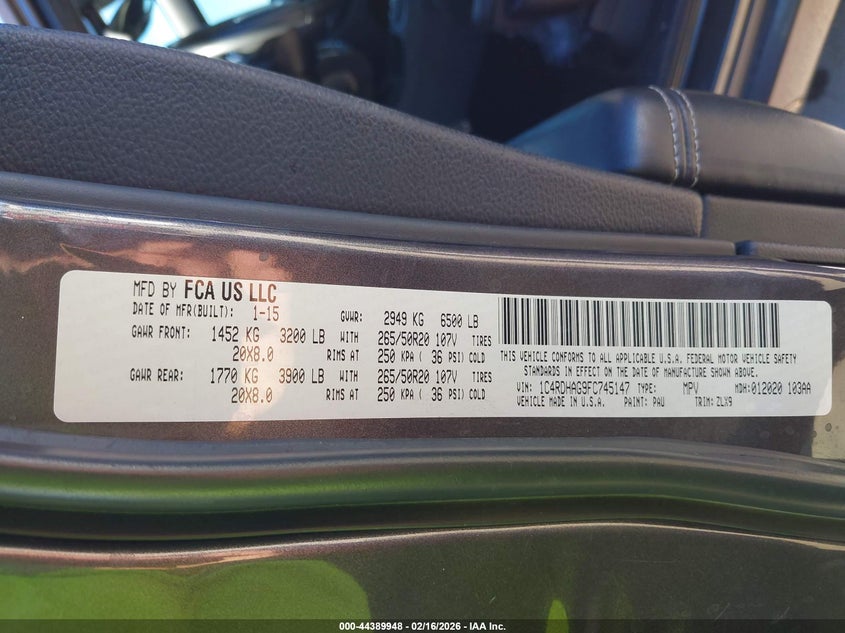 MFD BY FCA US LLC
DATE OF MFR(BUILT): 1-15 GVWR: 2949 KG 6500 LB
GAWR FRONT: 1452 KG 3200 LB WITH 265/50R20 107V TIRES
20X8.0 RIMS AT 250 KPA ( 36 PSI) COLD
GAWR REAR: 1770 KG 3900 LB WITH 265/50R20 107V TIRES
20X8.0 RIMS AT 250 KPA ( 36 PSI) COLD
THIS VEHICLE CONFORMS TO ALL APPLICABLE U.S.A. FEDERAL MOTOR VEHICLE SAFETY
STANDARDS IN EFFECT ON THE DATE OF MANUFACTURE SHOWN ABOVE.
VIN: 1C4RDHAG9FC745147 TYPE: MPV MDH: 012020 103AA
VEHICLE MADE IN U.S.A. PAINT: PAU TRIM: ZLX9
000-44389948 - 02/16/2026 - IAA Inc.